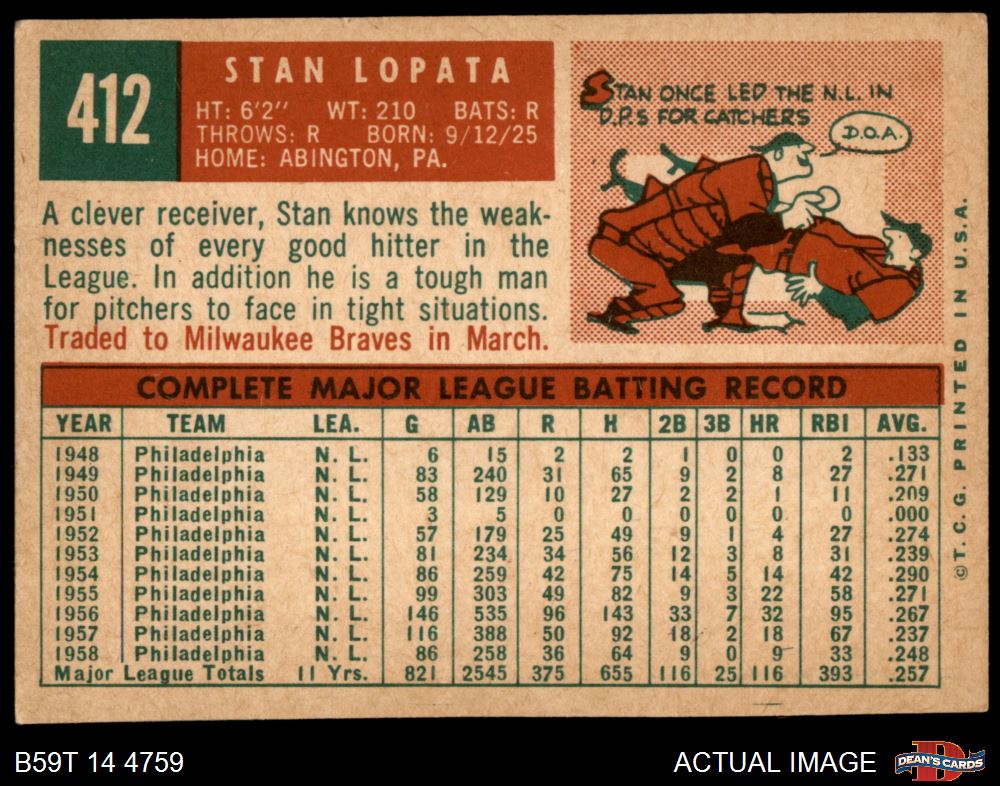 412
STAN LOPATA
HT: 6'2" WT: 210 BATS: R
THROWS: R BORN: 9/12/25
HOME: ABINGTON, PA.
STAN ONCE LED THE N.L. IN
D.P.S FOR CATCHERS
D.O.A.
A clever receiver, Stan knows the weak-
nesses of every good hitter in the
League. In addition he is a tough man
for pitchers to face in tight situations.
Traded to Milwaukee Braves in March.
COMPLETE MAJOR LEAGUE BATTING RECORD
YEAR TEAM LEA. G AB R H 2B 3B HR RBI AVG.
1948 Philadelphia N. L. 6 15 2 2 1 0 0 2 .133
1949 Philadelphia N. L. 83 240 31 65 9 2 8 27 .271
1950 Philadelphia N. L. 58 129 10 27 2 2 1 11 .209
1951 Philadelphia N. L. 3 5 0 0 0 0 0 0 .000
1952 Philadelphia N. L. 57 179 25 49 9 1 4 27 .274
1953 Philadelphia N. L. 81 234 34 56 12 3 8 31 .239
1954 Philadelphia N. L. 86 259 42 75 14 5 14 42 .290
1955 Philadelphia N. L. 99 303 49 82 9 3 22 58 .271
1956 Philadelphia N. L. 146 535 96 143 33 7 32 95 .267
1957 Philadelphia N. L. 116 388 50 92 18 2 18 67 .237
1958 Philadelphia N. L. 86 258 36 64 9 0 9 33 .248
Major League Totals 11 Yrs. 821 2545 375 655 116 25 116 393 .257
© T. C. G. PRINTED IN U.S.A.
B59T 14 4759
ACTUAL IMAGE
DEAN'S CARDS